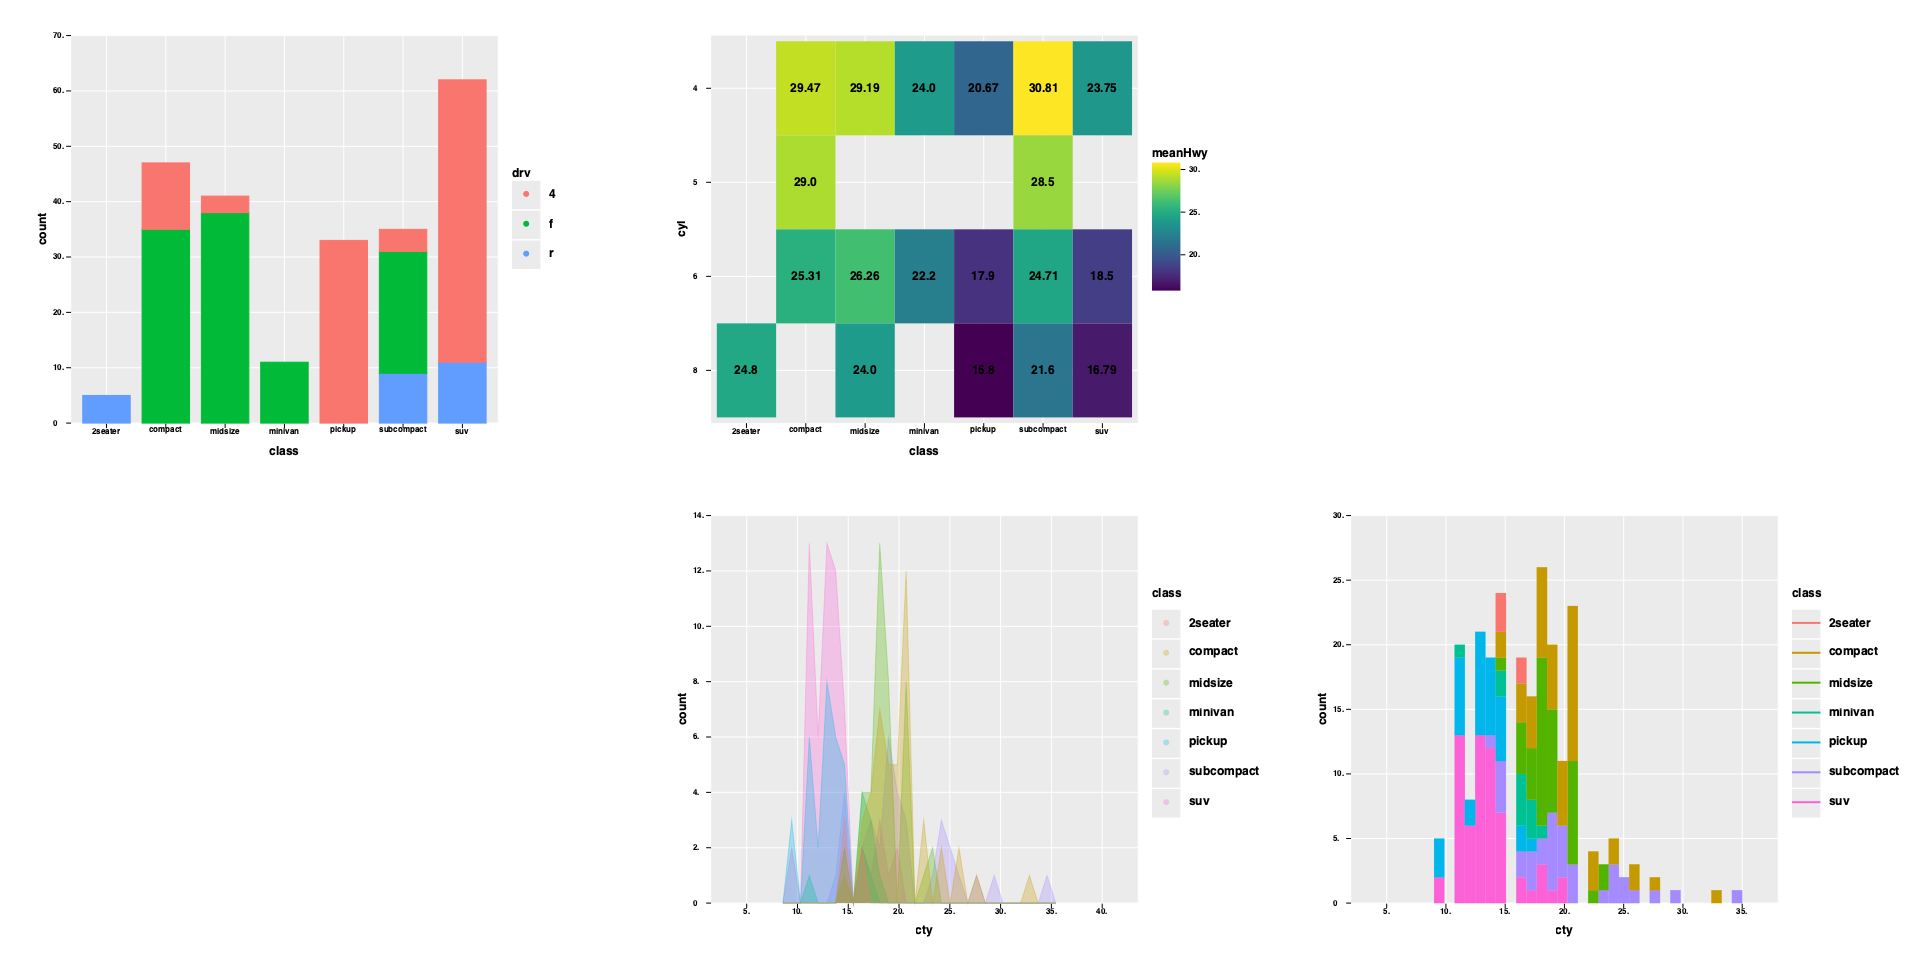 70.
60.
50.
40.
30.
20.
10.
0
count
2seater compact midsize minivan pickup subcompact suv
class
drv
4
f
r
4
5
6
8
cyl
29.47 29.19 24.0 20.67 30.81 23.75
29.0 28.5
25.31 26.26 22.2 17.9 24.71 18.5
24.8 24.0 15.8 21.6 16.79
2seater compact midsize minivan pickup subcompact suv
class
meanHwy
30.
25.
20.
14.
12.
10.
8.
6.
4.
2.
0
count
5. 10. 15. 20. 25. 30. 35. 40.
cty
class
2seater
compact
midsize
minivan
pickup
subcompact
suv
30.
25.
20.
15.
10.
5.
0
count
5. 10. 15. 20. 25. 30. 35.
cty
class
2seater
compact
midsize
minivan
pickup
subcompact
suv